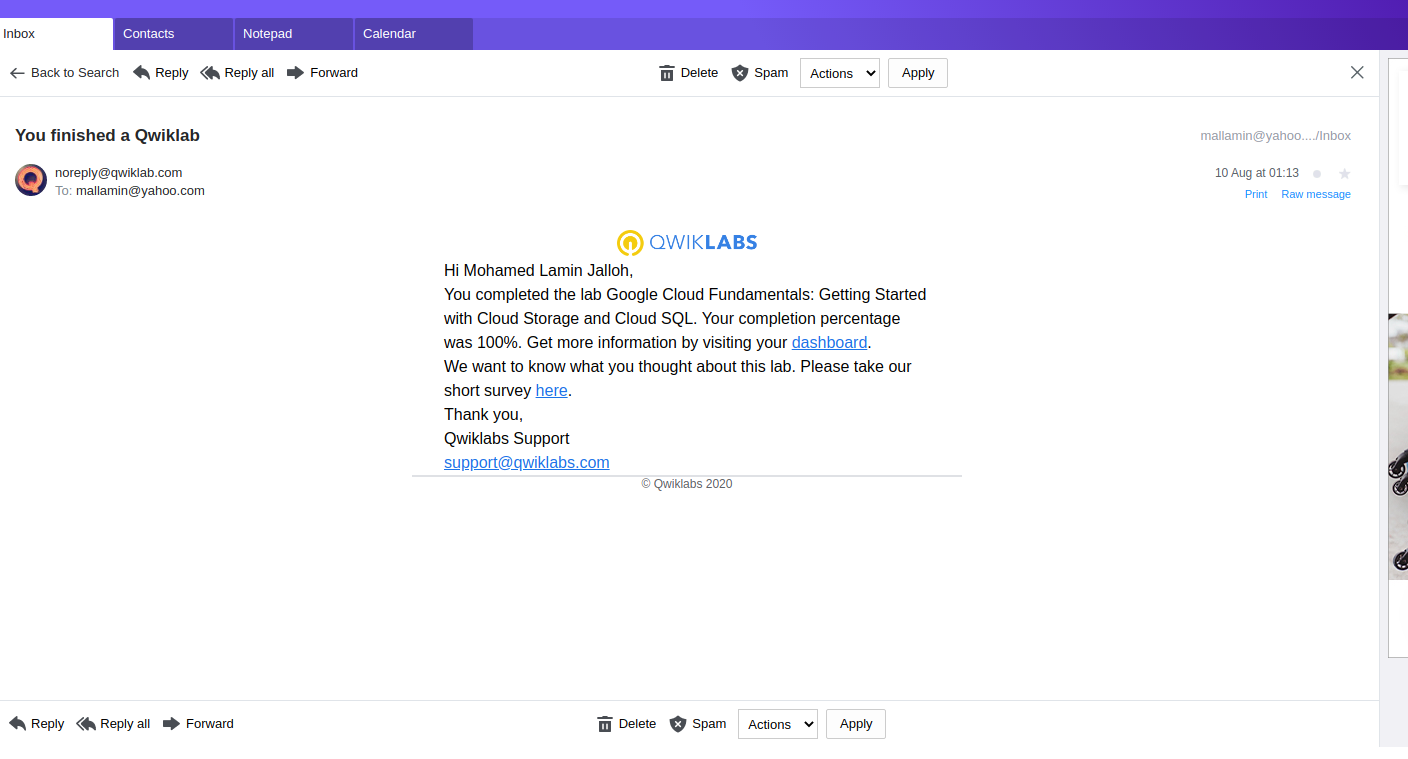 Inbox
Contacts
Notepad
Calendar
Back to Search Reply Reply all Forward Delete Spam Actions Apply
You finished a Qwiklab
mallamin@yahoo..../Inbox
noreply@qwiklab.com
10 Aug at 01:13
To: mallamin@yahoo.com
Print Raw message
QWIKLABS
Hi Mohamed Lamin Jalloh,
You completed the lab Google Cloud Fundamentals: Getting Started
with Cloud Storage and Cloud SQL. Your completion percentage
was 100%. Get more information by visiting your dashboard.
We want to know what you thought about this lab. Please take our
short survey here.
Thank you,
Qwiklabs Support
support@qwiklabs.com
© Qwiklabs 2020
Reply Reply all Forward Delete Spam Actions Apply